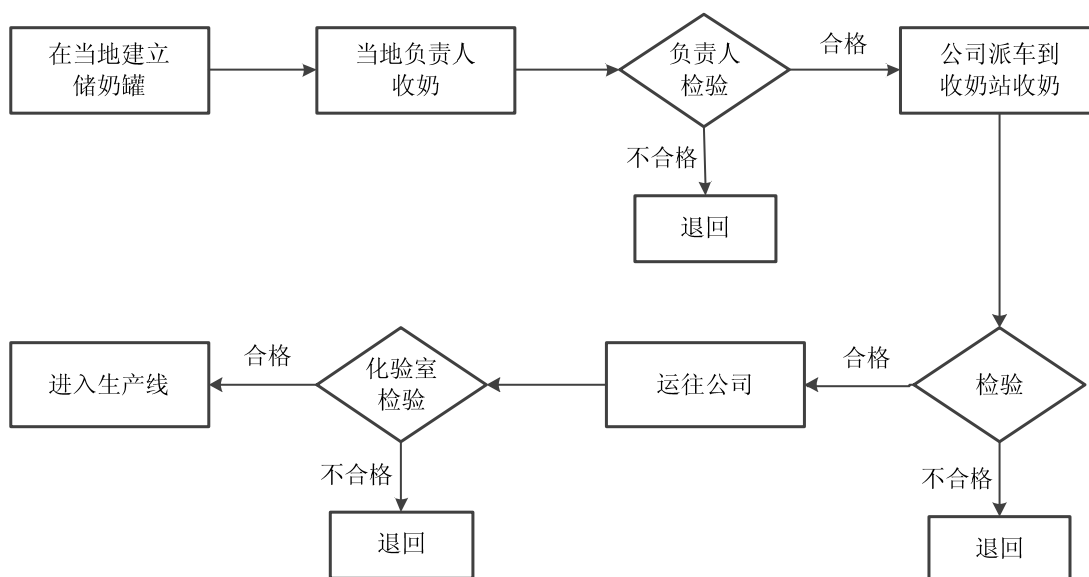 在当地建立
储奶罐
当地负责人
收奶
负责人
检验
合格
公司派车到
收奶站收奶
不合格
退回
进入生产线
合格
化验室
检验
运往公司
合格
检验
不合格
退回
不合格
退回